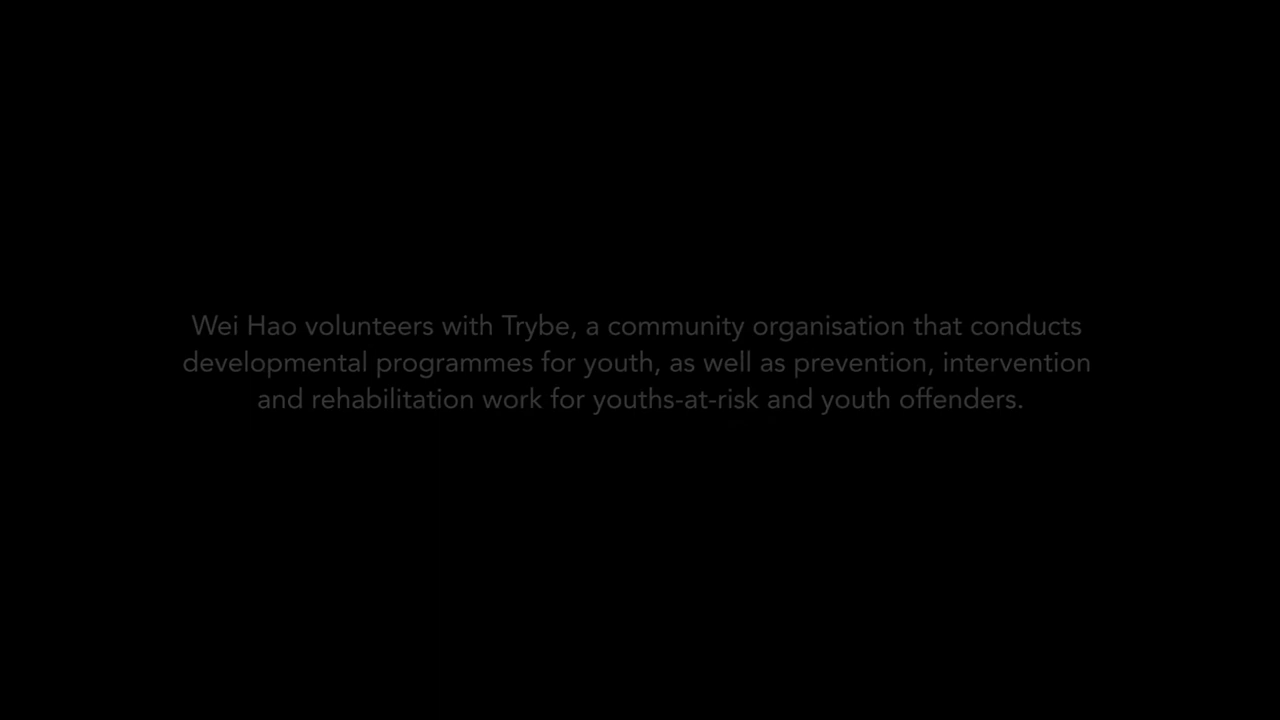 Wei Hao volunteers with Trybe, a community organisation that conducts
developmental programmes for youth, as well as prevention, intervention
and rehabilitation work for youths-at-risk and youth offenders.